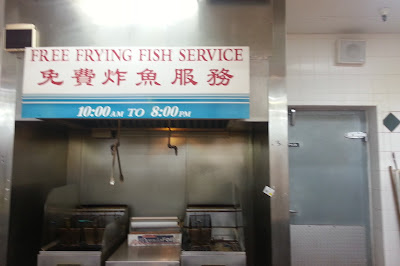 FREE FRYING FISH SERVICE
免費炸魚服務
10:00AM TO 8:00PM